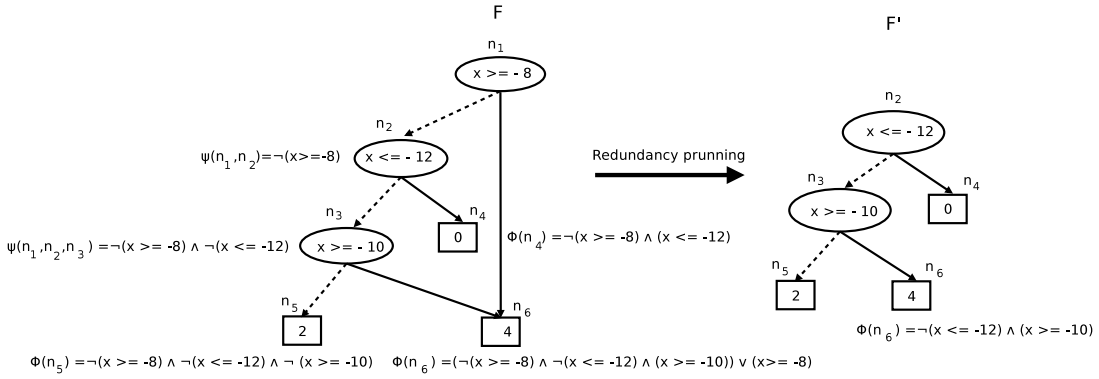 F
F'
n1
x >= - 8
n2
x <= - 12
ψ(n1,n2)=¬(x>=-8)
n3
x >= - 10
n4
0
ψ(n1,n2,n3) =¬(x >= -8) ∧ ¬(x <= -12)
Φ(n4)=¬(x >= -8) ∧ (x <= -12)
n5
2
n6
4
Φ(n5)=¬(x >= -8) ∧ ¬(x <= -12) ∧ ¬ (x >= -10)
Φ(n6)=(¬(x >= -8) ∧ ¬(x <= -12) ∧ (x >= -10)) ∨ (x>= -8)
Redundancy prunning
n2
x <= - 12
n3
x >= - 10
n4
0
n5
2
n6
4
Φ(n6) =¬(x <= -12) ∧ (x >= -10)